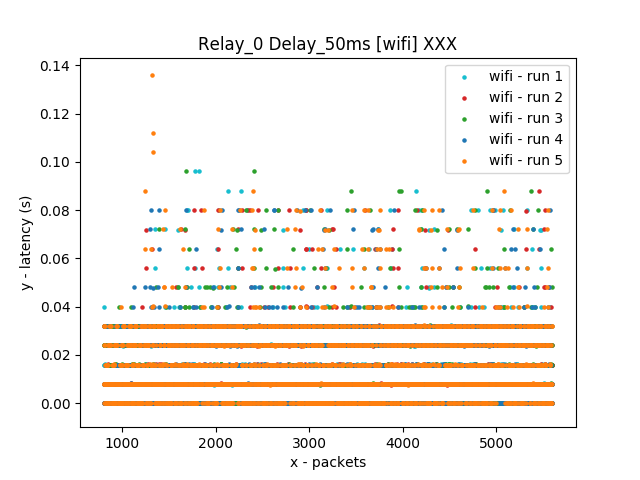 Relay_0 Delay_50ms [wifi] XXX
y - latency (s)
0.14
0.12
0.10
0.08
0.06
0.04
0.02
0.00
wifi - run 1
wifi - run 2
wifi - run 3
wifi - run 4
wifi - run 5
1000 2000 3000 4000 5000
x - packets